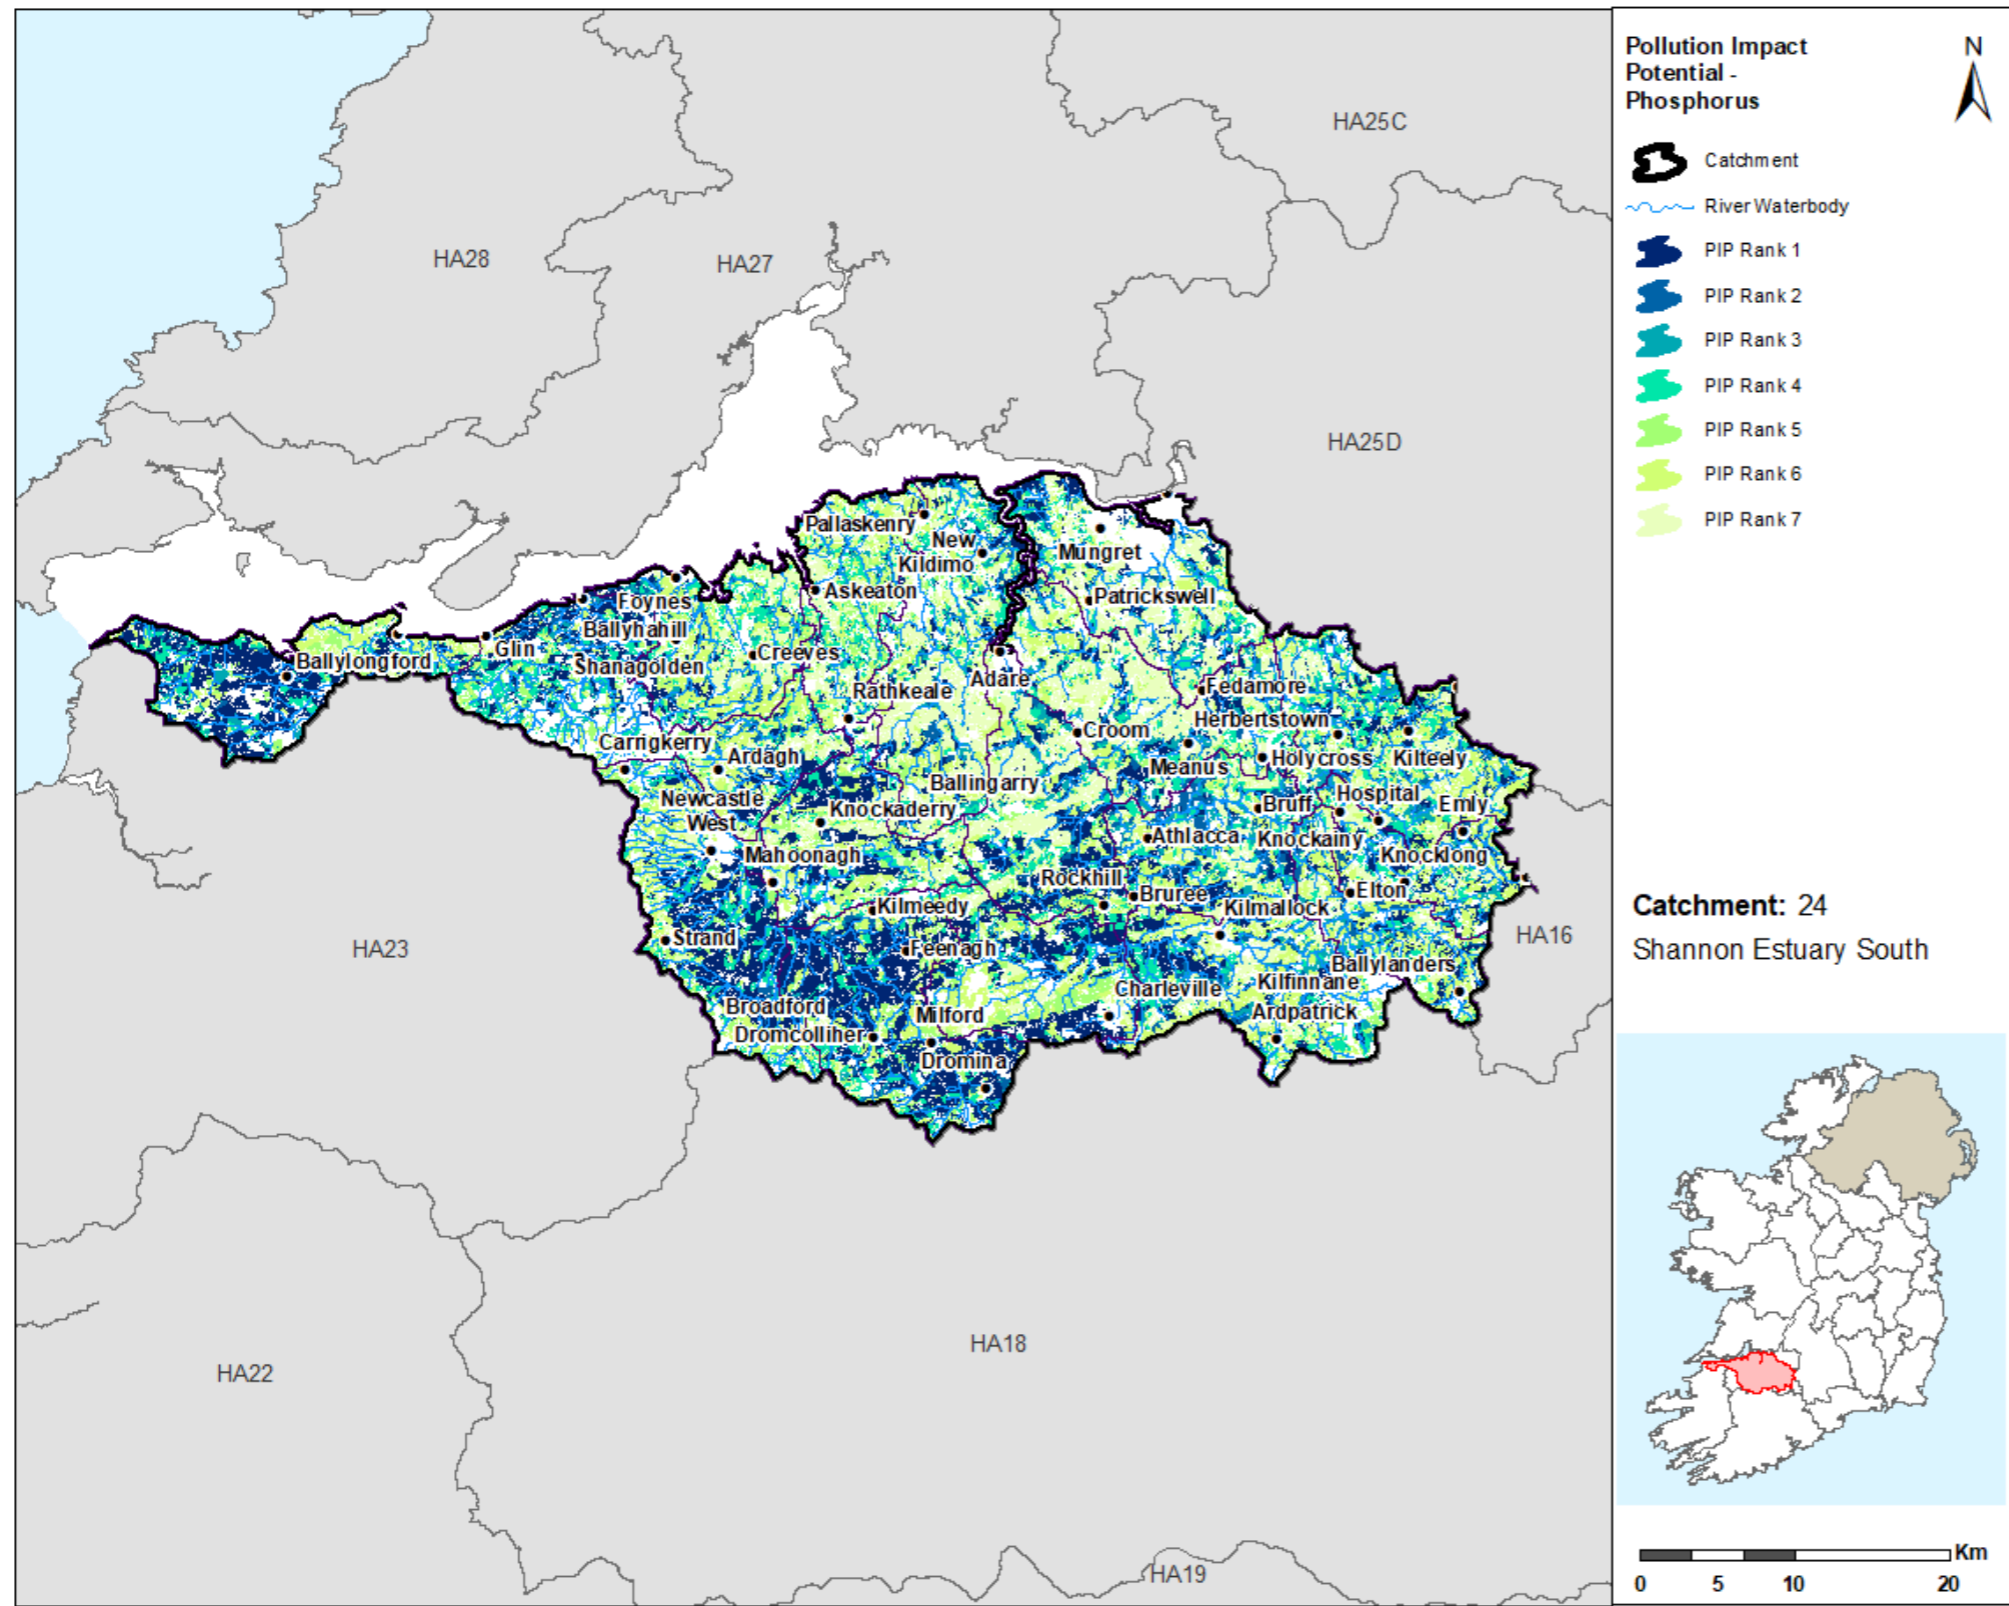 Pollution Impact
Potential -
Phosphorus
N
Catchment
River Waterbody
PIP Rank 1
PIP Rank 2
PIP Rank 3
PIP Rank 4
PIP Rank 5
PIP Rank 6
PIP Rank 7
HA25C
HA28
HA27
HA25D
Pallaskenry
New
Kildimo
Mungret
Askeaton
Patrickswell
Foynes
Ballyhahill
Glin
Ballylongford
Shanagolden
Creeves
Adare
Rathkeale
Fedamore
Herbertstown
Croom
Carrigkerry
Ardagh
Meanus
Holycross
Kilteely
Ballingarry
Newcastle
West
Knockaderry
Hospital
Emly
Bruff
Athlacca
Knockainy
Mahoonagh
Knocklong
Rockhill
Bruree
Elton
Kilmeedy
Kilmallock
Strand
Feenagh
Ballylanders
Kilfinnane
Charleville
Broadford
Milford
Ardpatrick
Dromcolliher
Dromina
HA23
HA16
HA22
HA18
HA19
Catchment: 24
Shannon Estuary South
Km
0 5 10 20